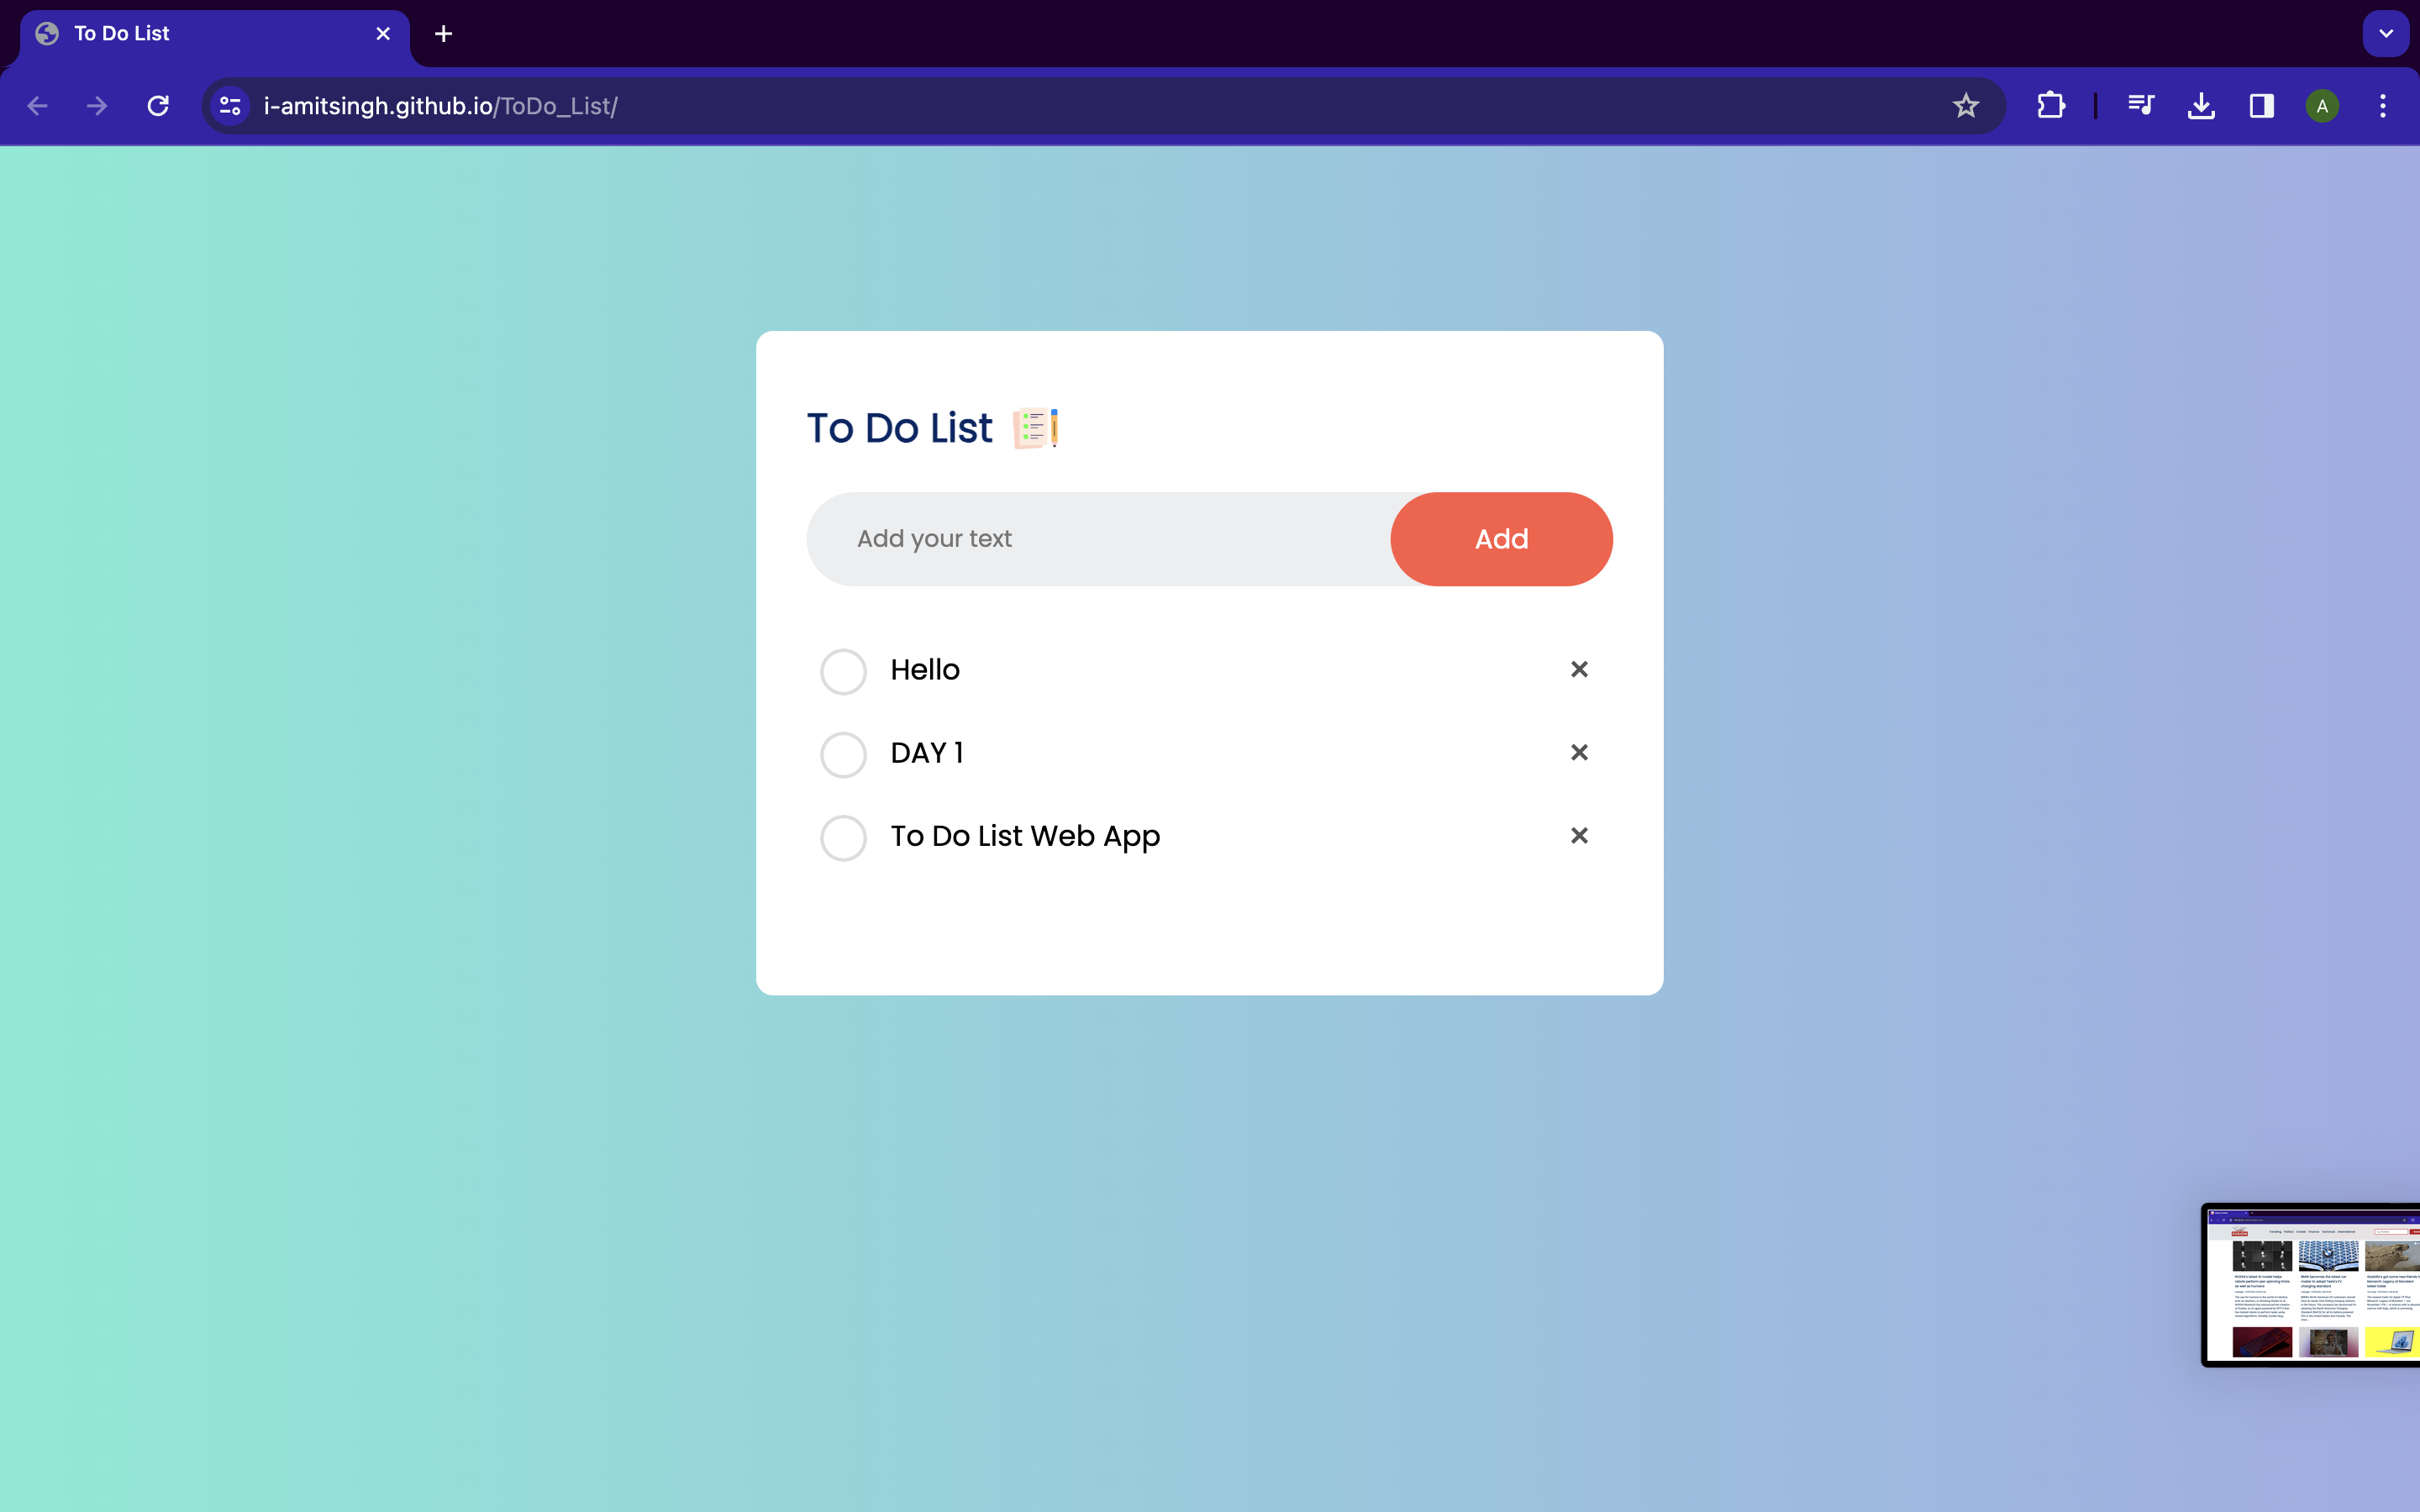 To Do List
i-amitsingh.github.io/ToDo_List/
A
To Do List
Add your text
Add
Hello
DAY 1
To Do List Web App